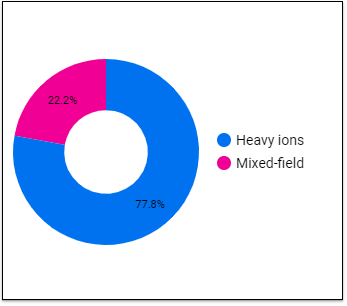 22.2%
77.8%
Heavy ions
Mixed-field